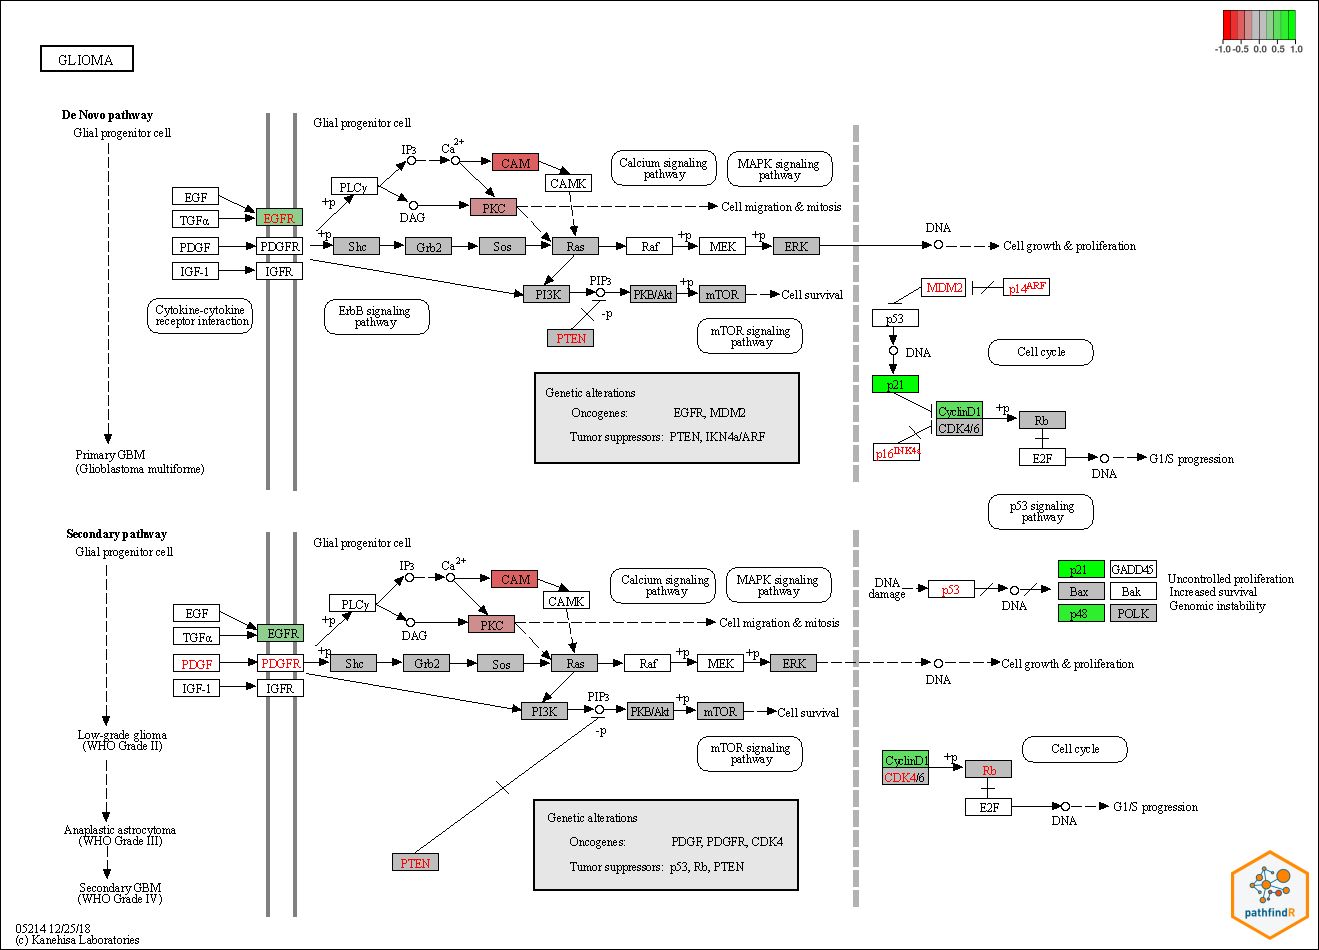 -1.0 -0.5 0.0 0.5 1.0
GLIOMA
De Novo pathway
Glial progenitor cell
Glial progenitor cell
IP3
Ca2+
CAM
Calcium signaling
pathway
MAPK signaling
pathway
PLCγ
CAMK
EGF
+p
DAG
PKC
Cell migration & mitosis
TGFα
EGFR
PDGF
PDGFR
+p
Shc
Grb2
Sos
Ras
Raf
+p
MEK
+p
ERK
DNA
Cell growth & proliferation
IGF-1
IGFR
PI3K
PIP3
PKB/Akt
+p
mTOR
Cell survival
MDM2
p14ARF
Cytokine-cytokine
receptor interaction
ErbB signaling
pathway
-p
PTEN
mTOR signaling
pathway
p53
DNA
Cell cycle
p21
Genetic alterations
Oncogenes: EGFR, MDM2
Tumor suppressors: PTEN, IKN4a/ARF
CyclinD1
CDK4/6
+p
Rb
p16INK4a
E2F
DNA
G1/S progression
Primary GBM
(Glioblastoma multiforme)
p53 signaling
pathway
Secondary pathway
Glial progenitor cell
Glial progenitor cell
IP3
Ca2+
CAM
Calcium signaling
pathway
MAPK signaling
pathway
PLCγ
CAMK
DNA
damage
p53
DNA
p21
GADD45
Bax
Bak
p48
POLK
Uncontrolled proliferation
Increased survival
Genomic instability
EGF
+p
DAG
PKC
Cell migration & mitosis
TGFα
EGFR
PDGF
PDGFR
+p
Shc
Grb2
Sos
Ras
Raf
+p
MEK
+p
ERK
DNA
Cell growth & proliferation
IGF-1
IGFR
PI3K
PIP3
PKB/Akt
+p
mTOR
Cell survival
-p
Low-grade glioma
(WHO Grade II)
mTOR signaling
pathway
Cell cycle
CyclinD1
CDK4/6
+p
Rb
E2F
DNA
G1/S progression
Anaplastic astrocytoma
(WHO Grade III)
PTEN
Genetic alterations
Oncogenes: PDGF, PDGFR, CDK4
Tumor suppressors: p53, Rb, PTEN
Secondary GBM
(WHO Grade IV)
pathfindR
05214 12/25/18
(c) Kanehisa Laboratories